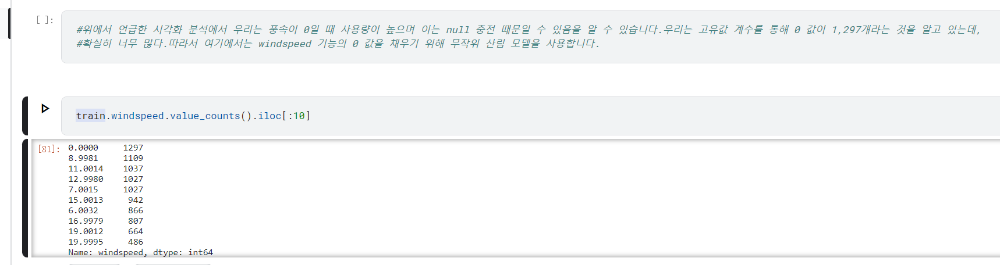 [ ]:
#위에서 언급한 시각화 분석에서 우리는 풍속이 0일 때 사용량이 높으며 이는 null 충전 때문일 수 있음을 알 수 있습니다.우리는 고유값 계수를 통해 0 값이 1,297개라는 것을 알고 있는데,
#확실히 너무 많다.따라서 여기에서는 windspeed 기능의 0 값을 채우기 위해 무작위 산림 모델을 사용합니다.
train.windspeed.value_counts().iloc[:10]
[81]: 0.0000 1297
8.9981 1109
11.0014 1037
12.9980 1027
7.0015 1027
15.0013 942
6.0032 866
16.9979 807
19.0012 664
19.9995 486
Name: windspeed, dtype: int64